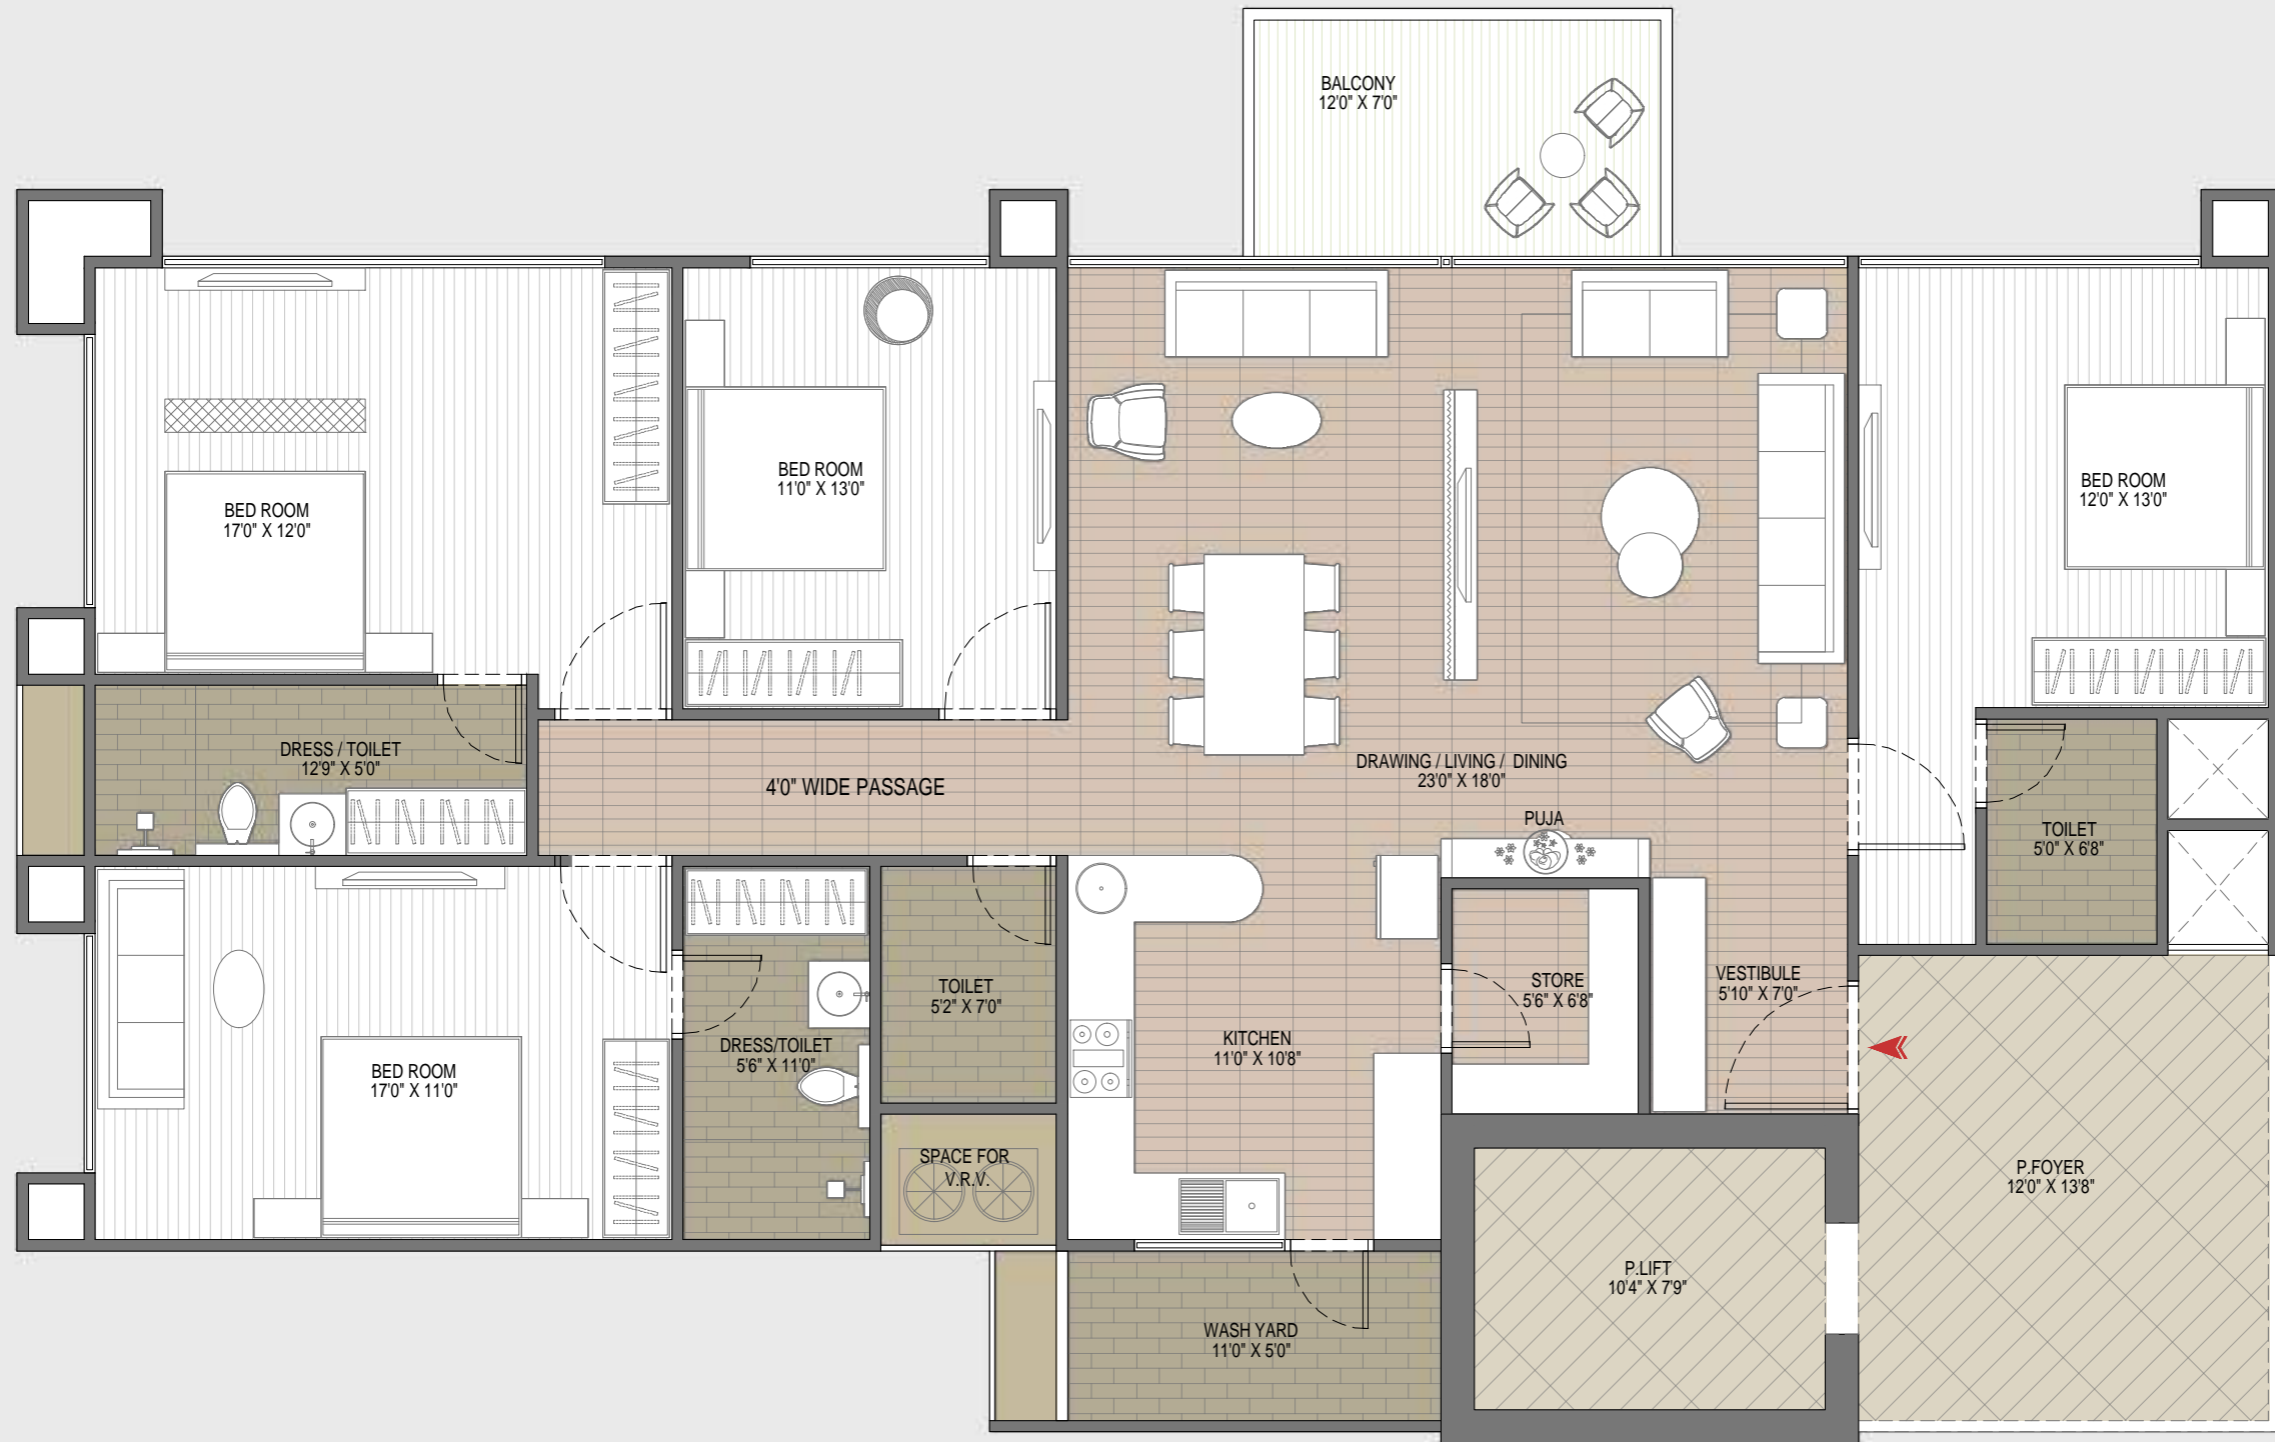 BALCONY
12'0" X 7'0"
BED ROOM
17'0" X 12'0"
BED ROOM
11'0" X 13'0"
BED ROOM
12'0" X 13'0"
DRESS / TOILET
12'9" X 5'0"
4'0" WIDE PASSAGE
DRAWING / LIVING / DINING
23'0" X 18'0"
PUJA
TOILET
5'0" X 6'8"
TOILET
5'2" X 7'0"
STORE
5'6" X 6'8"
VESTIBULE
5'10" X 7'0"
BED ROOM
17'0" X 11'0"
DRESS/TOILET
5'6" X 11'0"
KITCHEN
11'0" X 10'8"
SPACE FOR
V.R.V.
P.FOYER
12'0" X 13'8"
P.LIFT
10'4" X 7'9"
WASH YARD
11'0" X 5'0"